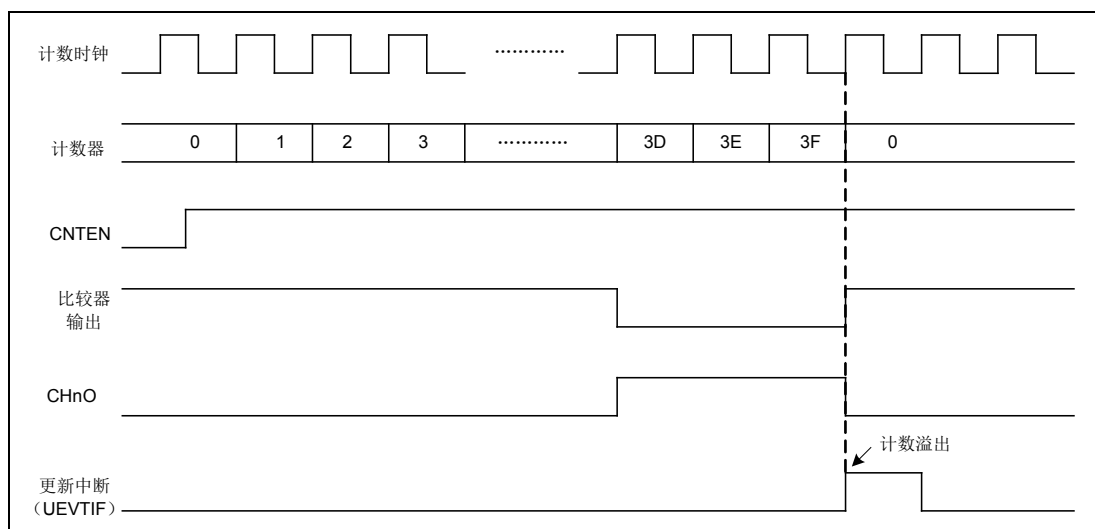 计数时钟
…………
计数器 0 1 2 3 ………… 3D 3E 3F 0
CNTEN
比较器
输出
CHnO
计数溢出
更新中断
（UEVTIF）